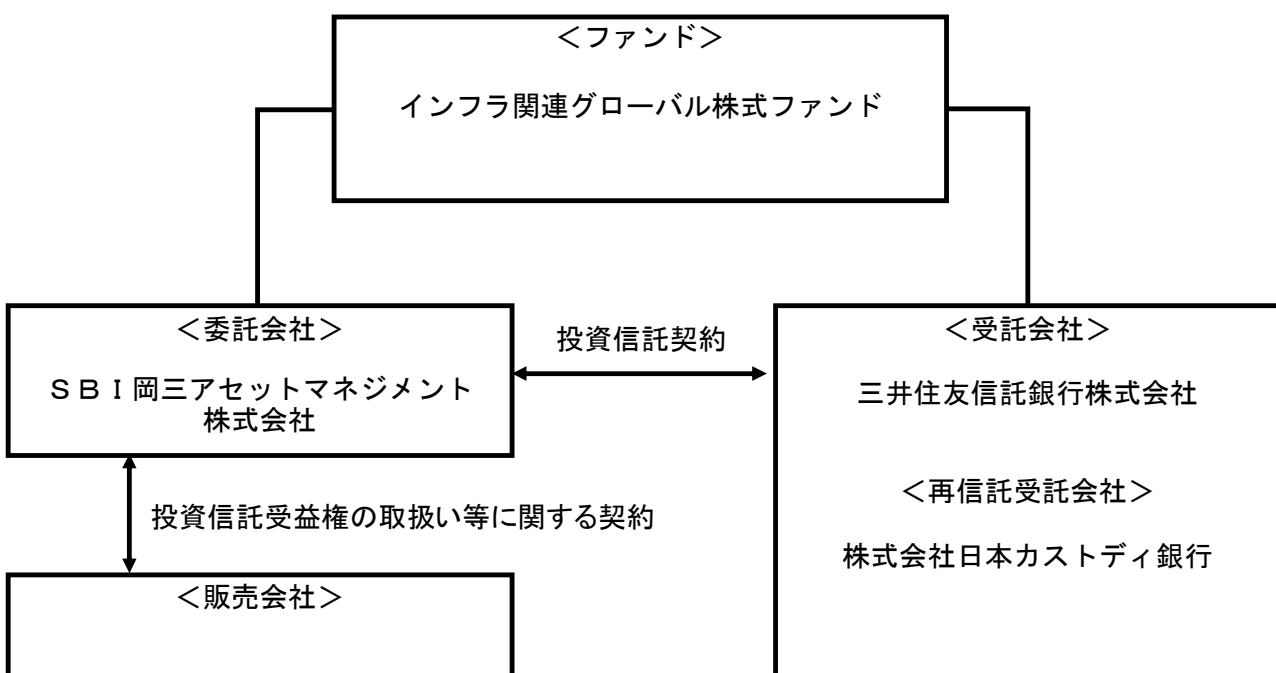 ＜ファンド＞
インフラ関連グローバル株式ファンド
＜委託会社＞
ＳＢＩ岡三アセットマネジメント
株式会社
投資信託契約
＜受託会社＞
三井住友信託銀行株式会社
＜再信託受託会社＞
株式会社日本カストディ銀行
投資信託受益権の取扱い等に関する契約
＜販売会社＞